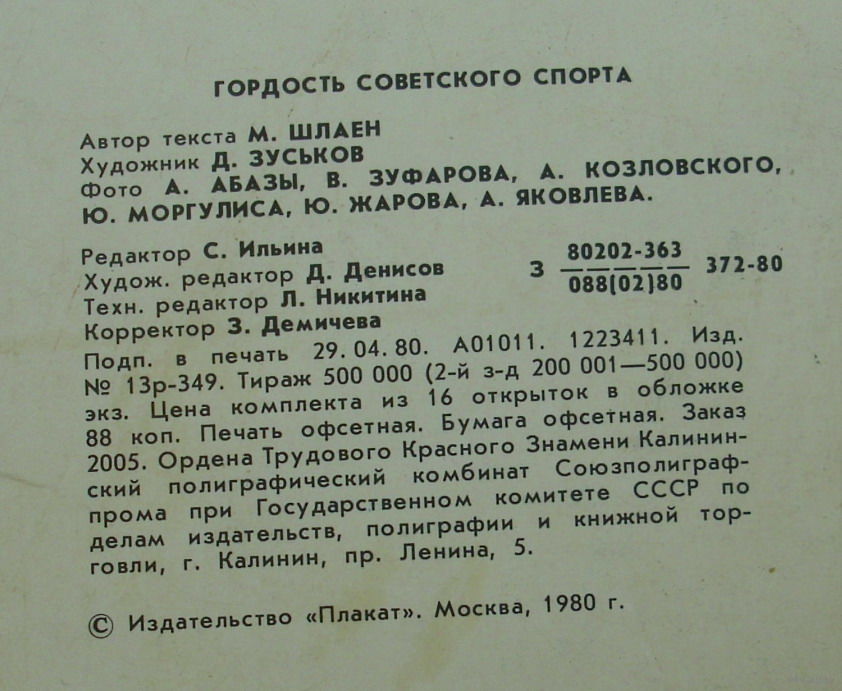 ГОРДОСТЬ СОВЕТСКОГО СПОРТА
Автор текста М. ШЛАЕН
Художник Д. ЗУСЬКОВ
Фото А. АБАЗЫ, В. ЗУФАРОВА, А. КОЗЛОВСКОГО,
Ю. МОРГУЛИСА, Ю. ЖАРОВА, А. ЯКОВЛЕВА.
Редактор С. Ильина
Худож. редактор Д. Денисов
Техн. редактор Л. Никитина
Корректор З. Демичева
80202-363
З ————— 372-80
088(02)80
Подп. в печать 29.04.80. А01011. 1223411. Изд.
№ 13р-349. Тираж 500 000 (2-й з-д 200 001—500 000)
экз. Цена комплекта из 16 открыток в обложке
88 коп. Печать офсетная. Бумага офсетная. Заказ
2005. Ордена Трудового Красного Знамени Калинин-
ский полиграфический комбинат Союзполиграф-
прома при Государственном комитете СССР по
делам издательств, полиграфии и книжной тор-
говли, г. Калинин, пр. Ленина, 5.
© Издательство «Плакат». Москва, 1980 г.